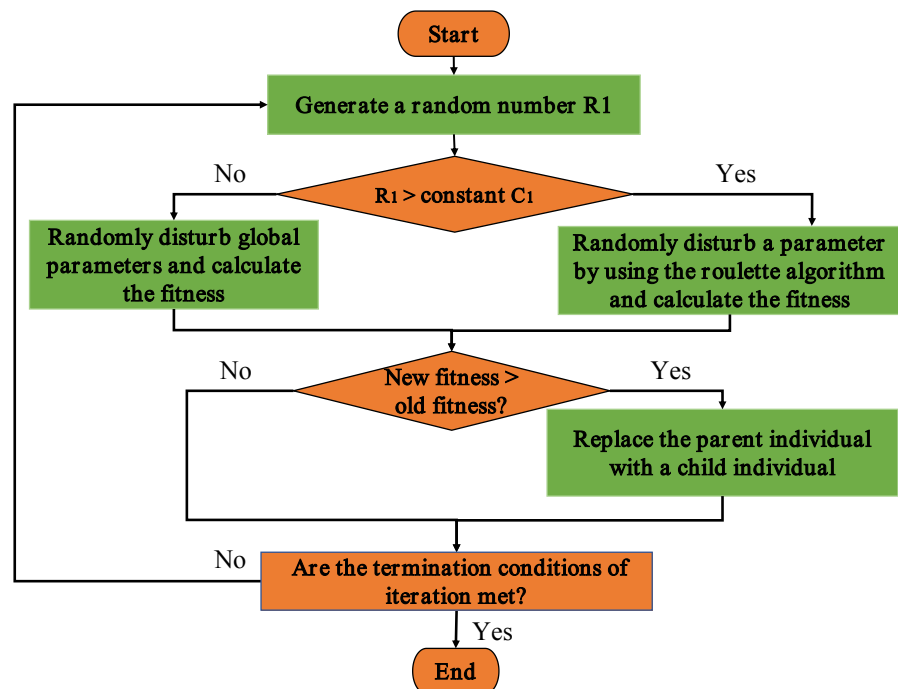 Start
Generate a random number R1
No
Yes
R1 > constant C1
Randomly disturb global
parameters and calculate
the fitness
Randomly disturb a parameter
by using the roulette algorithm
and calculate the fitness
No
Yes
New fitness >
old fitness?
Replace the parent individual
with a child individual
No
Are the termination conditions of
iteration met?
Yes
End